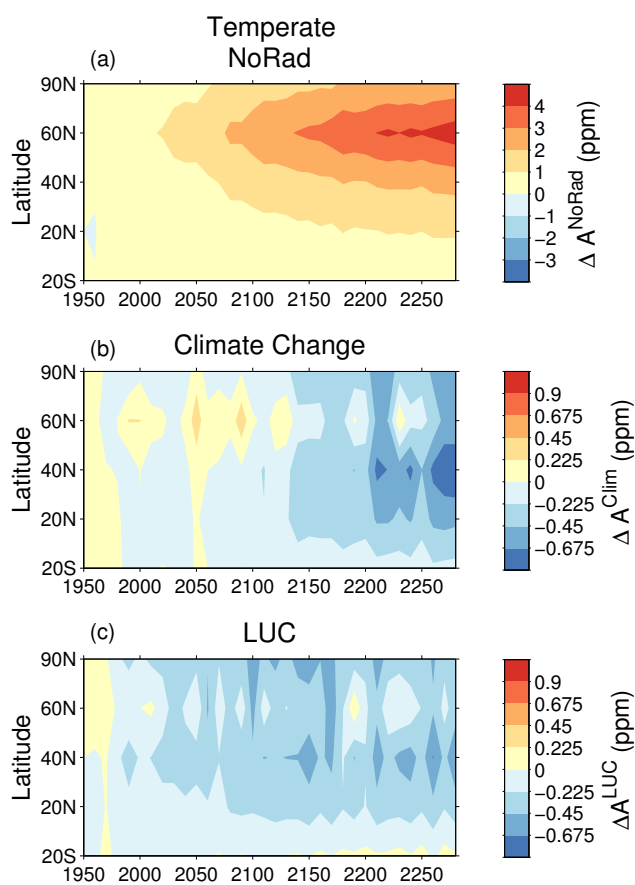 Temperate
NoRad
(a)
90N
60N
40N
20N
20S
Latitude
1950 2000 2050 2100 2150 2200 2250
4
3
2
1
0
−1
−2
−3
Δ A^NoRad (ppm)
(b)
Climate Change
90N
60N
40N
20N
20S
Latitude
1950 2000 2050 2100 2150 2200 2250
0.9
0.675
0.45
0.225
0
−0.225
−0.45
−0.675
Δ A^Clim (ppm)
(c)
LUC
90N
60N
40N
20N
20S
Latitude
1950 2000 2050 2100 2150 2200 2250
0.9
0.675
0.45
0.225
0
−0.225
−0.45
−0.675
ΔA^LUC (ppm)